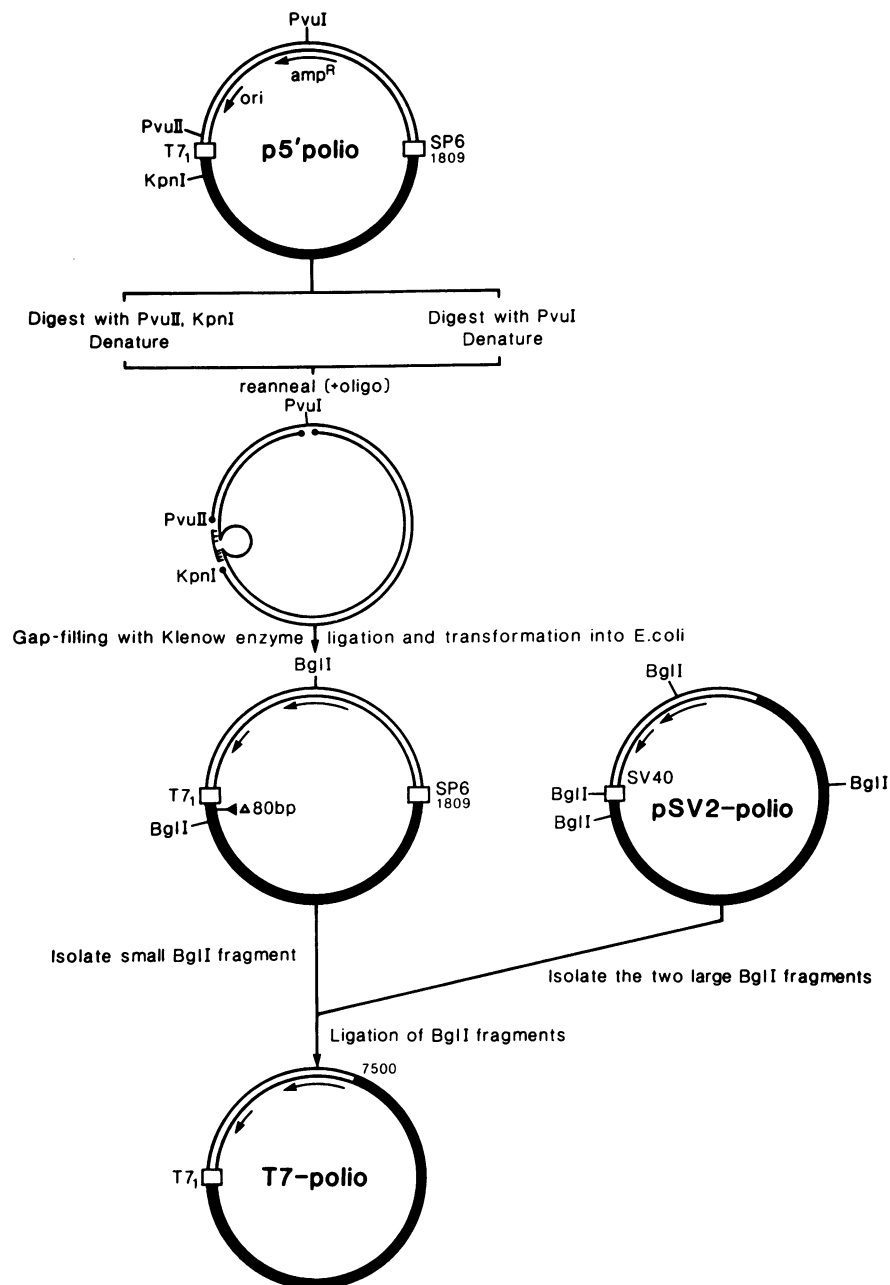 PvuI
ampR
ori
PvuII
T7₁
p5'polio
SP6
1809
KpnI
Digest with PvuII, KpnI
Denature
Digest with PvuI
Denature
reanneal (+oligo)
PvuI
PvuII
KpnI
Gap-filling with Klenow enzyme ligation and transformation into E.coli
BglI
BglI
T7₁
Δ80bp
SP6
1809
BglI
SV40
BglI
BglI
BglI
pSV2-polio
Isolate small BglI fragment
Isolate the two large BglI fragments
Ligation of BglI fragments
7500
T7₁
T7-polio